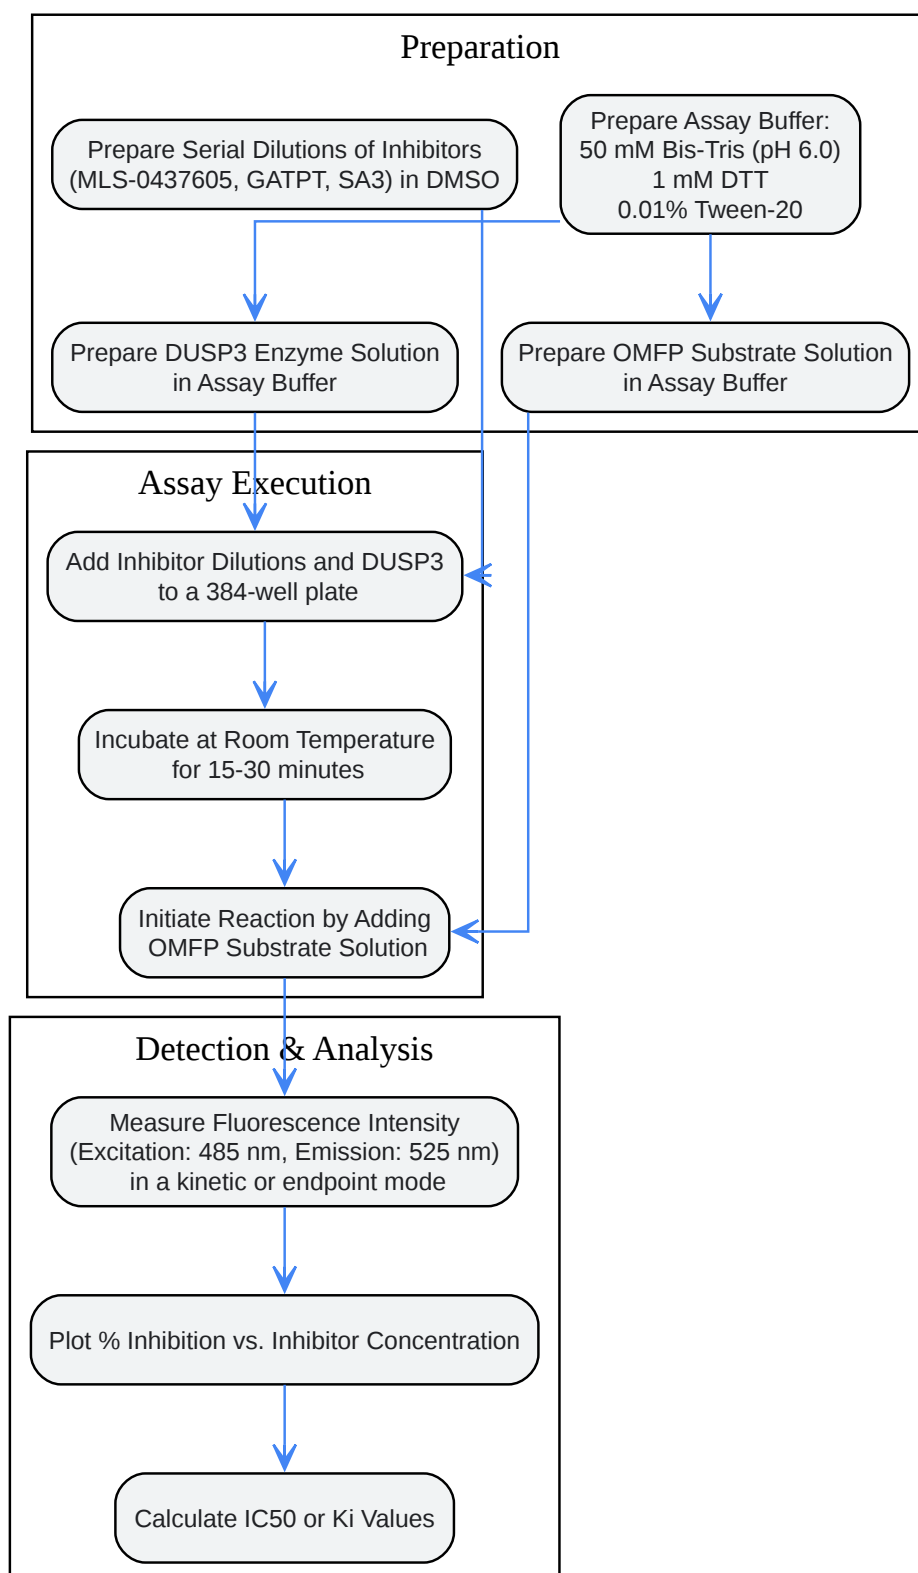 Preparation
Prepare Serial Dilutions of Inhibitors
(MLS-0437605, GATPT, SA3) in DMSO
Prepare Assay Buffer:
50 mM Bis-Tris (pH 6.0)
1 mM DTT
0.01% Tween-20
Prepare DUSP3 Enzyme Solution
in Assay Buffer
Prepare OMFP Substrate Solution
in Assay Buffer
Assay Execution
Add Inhibitor Dilutions and DUSP3
to a 384-well plate
Incubate at Room Temperature
for 15-30 minutes
Initiate Reaction by Adding
OMFP Substrate Solution
Detection & Analysis
Measure Fluorescence Intensity
(Excitation: 485 nm, Emission: 525 nm)
in a kinetic or endpoint mode
Plot % Inhibition vs. Inhibitor Concentration
Calculate IC50 or Ki Values